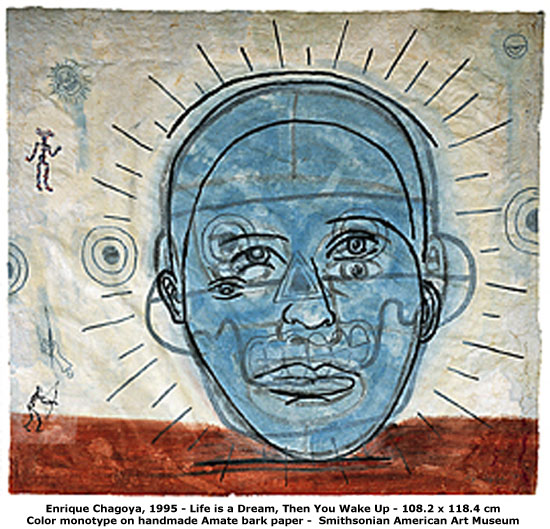 Enrique Chagoya, 1995 - Life is a Dream, Then You Wake Up - 108.2 x 118.4 cm
Color monotype on handmade Amate bark paper - Smithsonian American Art Museum